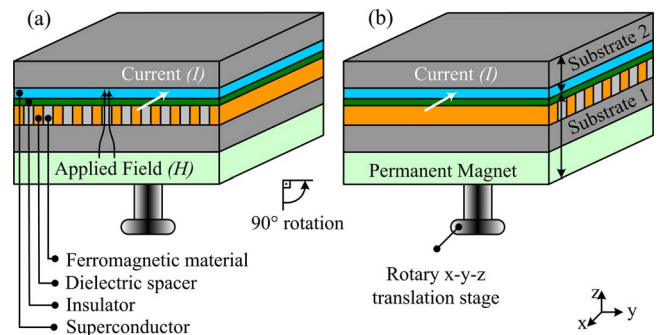 (a)
Current (I)
Applied Field (H)
90° rotation
Ferromagnetic material
Dielectric spacer
Insulator
Superconductor
(b)
Current (I)
Substrate 2
Substrate 1
Permanent Magnet
Rotary x-y-z
translation stage
z
y
x